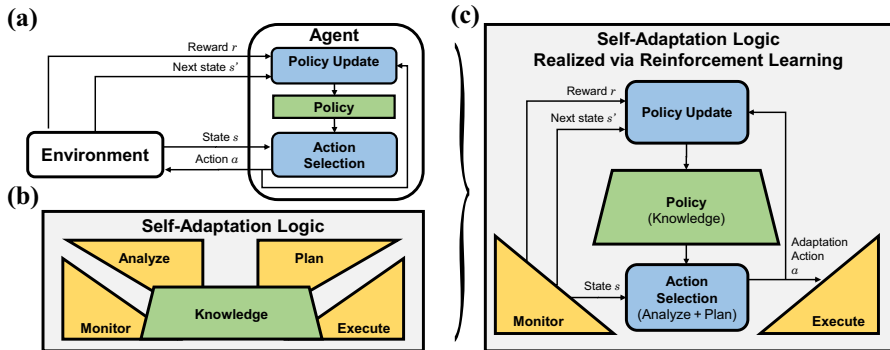 (a)
Agent
Reward r
Policy Update
Next state s'
Policy
State s
Environment
Action a
Action
Selection
(b)
Self-Adaptation Logic
Analyze
Plan
Knowledge
Monitor
Execute
(c)
Self-Adaptation Logic
Realized via Reinforcement Learning
Reward r
Policy Update
Next state s'
Policy
(Knowledge)
Adaptation
Action
a
State s
Action
Selection
(Analyze + Plan)
Monitor
Execute